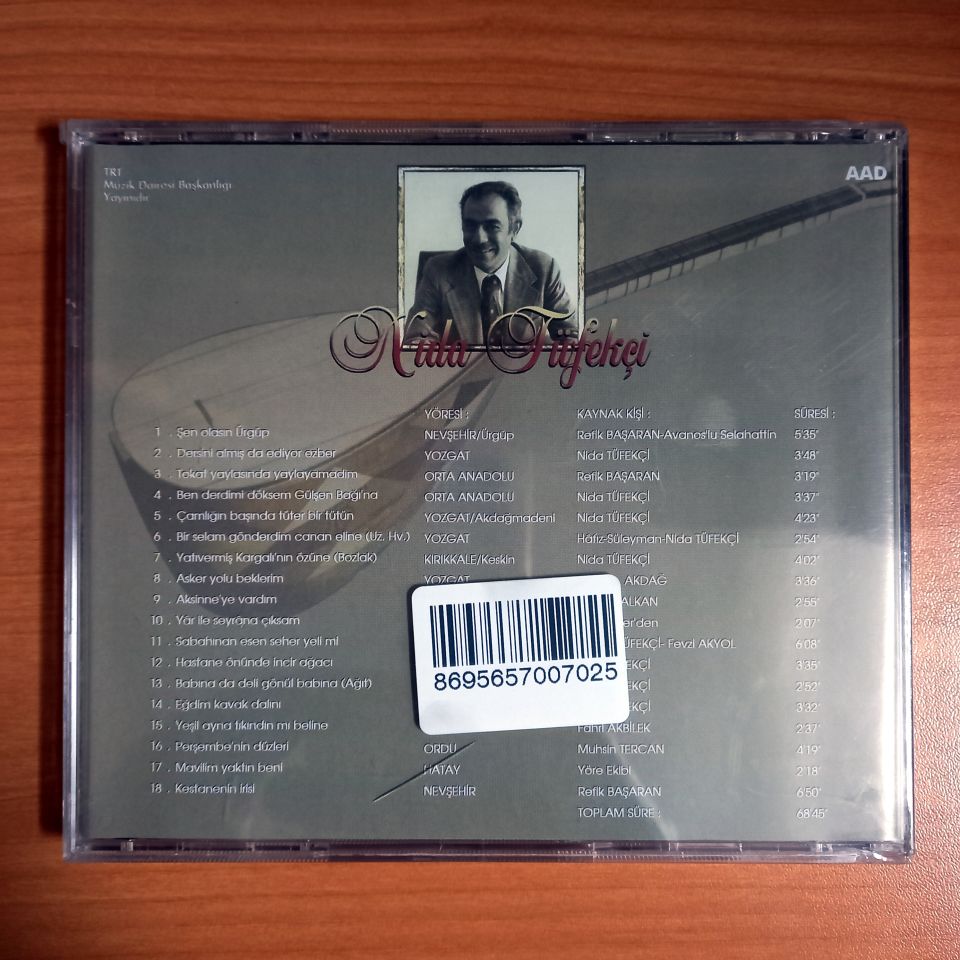 TRT
Müzik Dairesi Başkanlığı
Yayınıdır
AAD
Nida Tüfekçi
YÖRESİ : KAYNAK KİŞİ : SÜRESİ :
1 . Şen olasın Ürgüp NEVŞEHİR/Ürgüp Refik BAŞARAN-Avanos'lu Selahattin 5'35"
2 . Dersini almış da ediyor ezber YOZGAT Nida TÜFEKÇİ 3'48"
3 . Tokat yaylasında yaylayamadım ORTA ANADOLU Refik BAŞARAN 3'19"
4 . Ben derdimi döksem Gülşen Bağı'na ORTA ANADOLU Nida TÜFEKÇİ 3'37"
5 . Çamlığın başında tüter bir tütün YOZGAT/Akdağmadeni Nida TÜFEKÇİ 4'23"
6 . Bir selam gönderdim canan eline (Uz. Hv.) YOZGAT Hâfız-Süleyman-Nida TÜFEKÇİ 2'54"
7 . Yatıvermiş Kargalı'nın özüne (Bozlak) KIRIKKALE/Keskin Nida TÜFEKÇİ 4'02"
8 . Asker yolu beklerim YOZGAT AKDAĞ 3'36"
9 . Aksinne'ye vardım ALKAN 2'55"
10 . Yâr ile seyrâna çıksam er'den 2'07"
11 . Sabahınan esen seher yeli mi TÜFEKÇİ- Fevzi AKYOL 6'08"
12 . Hastane önünde incir ağacı EKÇİ 3'35"
13 . Babına da deli gönül babına (Ağıt) EKÇİ 2'52"
14 . Eğdim kavak dalını EKÇİ 3'32"
15 . Yeşil ayna takındın mı beline Fahri AKBİLEK 2'37"
16 . Perşembe'nin düzleri ORDU Muhsin TERCAN 4'19"
17 . Mavilim yaktın beni HATAY Yöre Ekibi 2'18"
18 . Kestanenin irisi NEVŞEHİR Refik BAŞARAN 6'50"
TOPLAM SÜRE : 68'45"
8695657007025